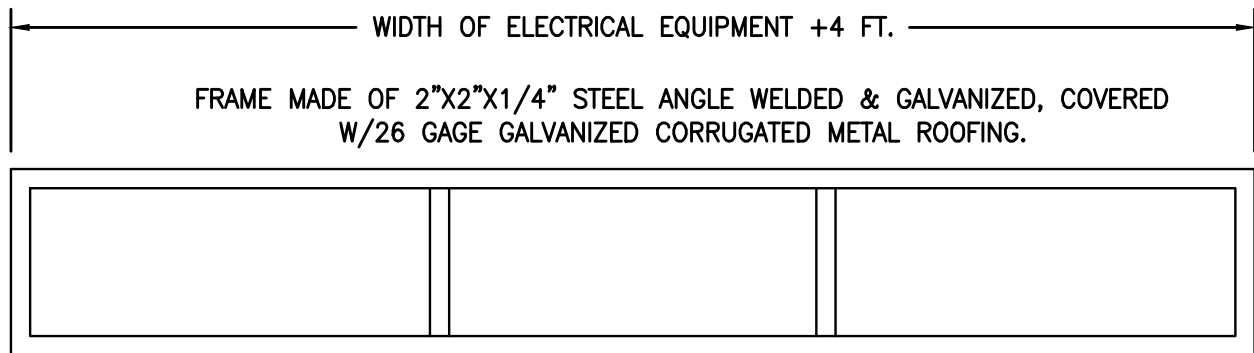 WIDTH OF ELECTRICAL EQUIPMENT +4 FT.
FRAME MADE OF 2"X2"X1/4" STEEL ANGLE WELDED & GALVANIZED, COVERED
W/26 GAGE GALVANIZED CORRUGATED METAL ROOFING.